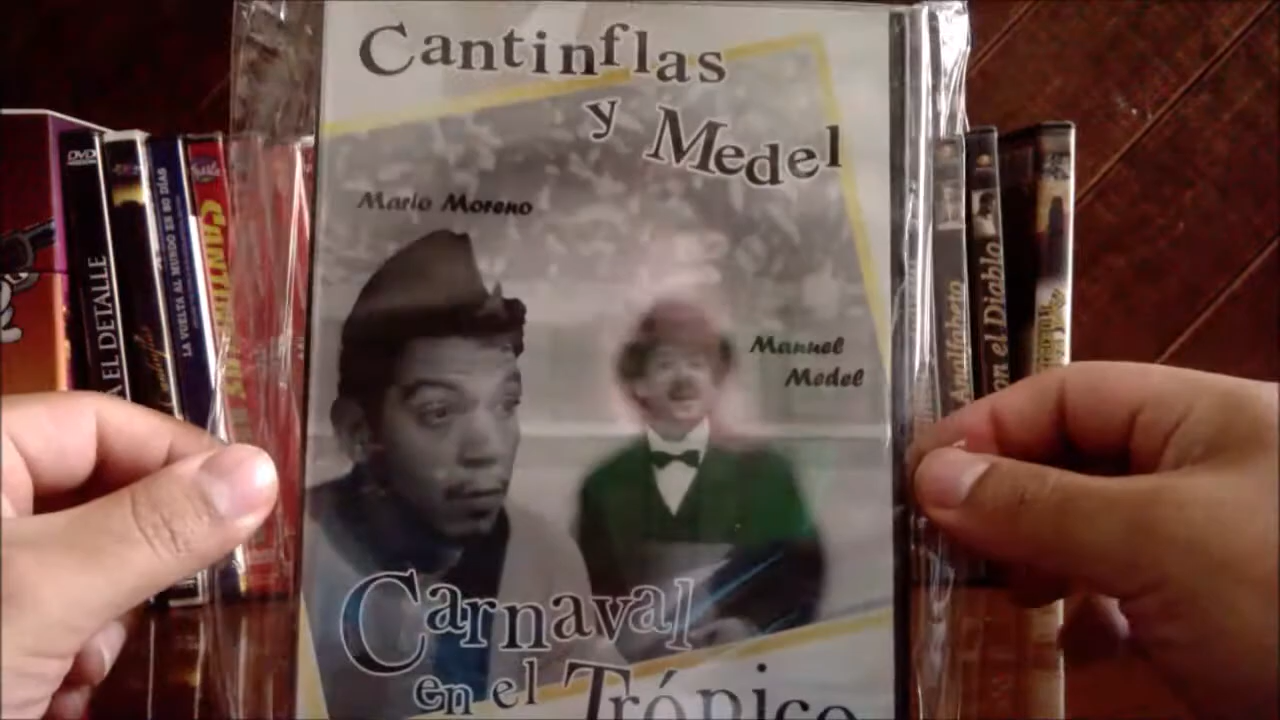 Cantinflas
y Medel
Mario Moreno
Manuel
Medel
Carnaval
en el Trópico
DVD
A EL DETALLE
LA VUELTA AL MUNDO EN 80 DÍAS
Analfabeto
on el Diablo